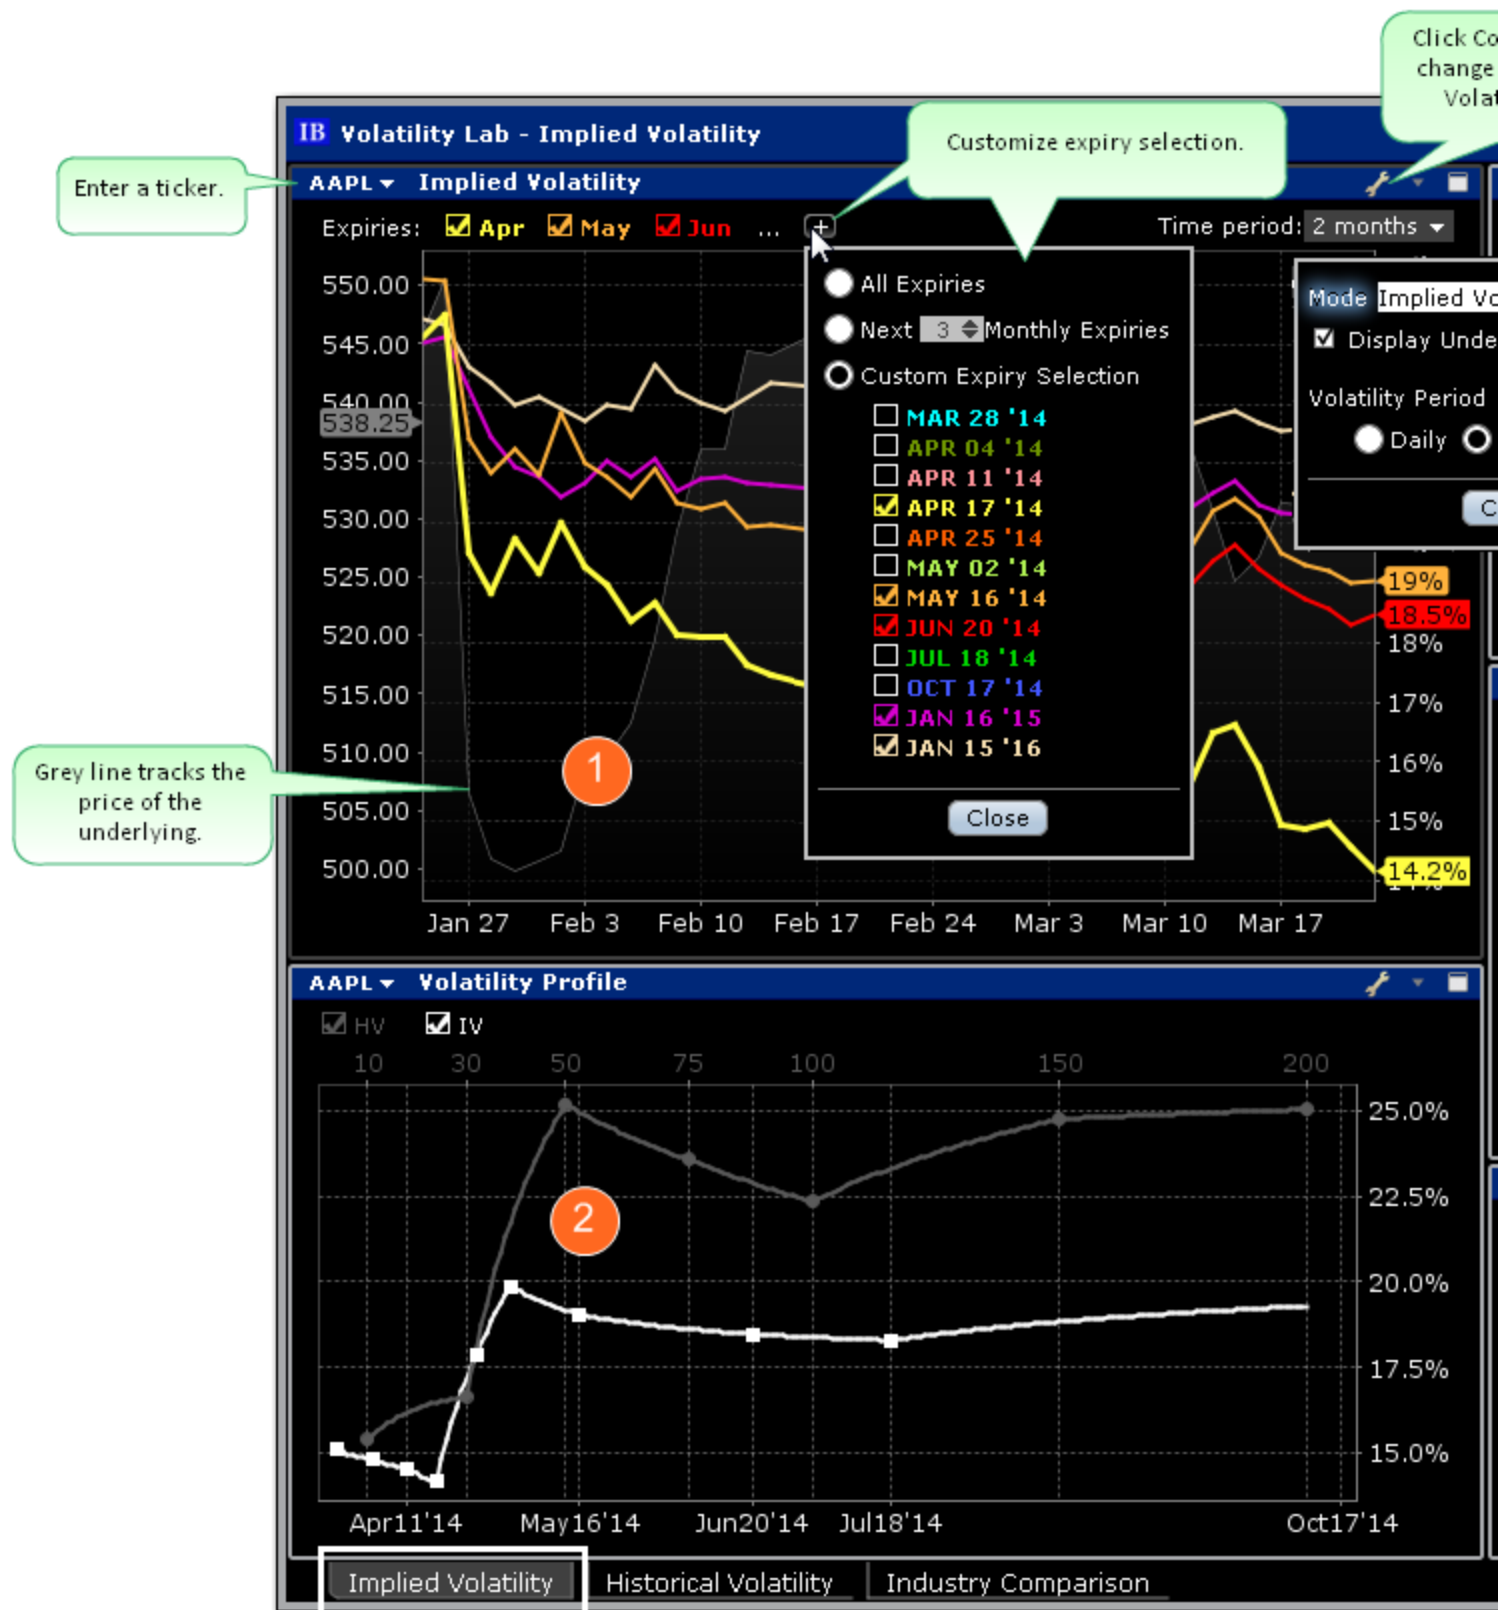 Click Co
change
Volat
Customize expiry selection.
Enter a ticker.
IB Volatility Lab - Implied Volatility
AAPL Implied Volatility
Expiries: Apr May Jun ... +
Time period: 2 months
550.00
545.00
540.00
538.25
535.00
530.00
525.00
520.00
515.00
510.00
505.00
500.00
All Expiries
Next 3 Monthly Expiries
Custom Expiry Selection
MAR 28 '14
APR 04 '14
APR 11 '14
APR 17 '14
APR 25 '14
MAY 02 '14
MAY 16 '14
JUN 20 '14
JUL 18 '14
OCT 17 '14
JAN 16 '15
JAN 15 '16
Close
Mode Implied Vo
Display Unde
Volatility Period
Daily
C
19%
18.5%
18%
17%
16%
15%
14.2%
Grey line tracks the
price of the
underlying.
1
Jan 27 Feb 3 Feb 10 Feb 17 Feb 24 Mar 3 Mar 10 Mar 17
AAPL Volatility Profile
HV IV
10 30 50 75 100 150 200
25.0%
22.5%
20.0%
17.5%
15.0%
2
Apr11'14 May16'14 Jun20'14 Jul18'14 Oct17'14
Implied Volatility Historical Volatility Industry Comparison